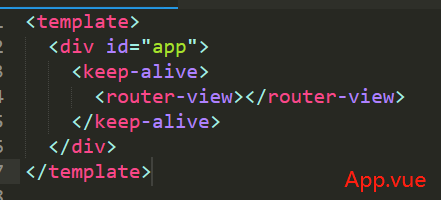 1 <template>
2 <div id="app">
3 <keep-alive>
4 <router-view></router-view>
5 </keep-alive>
6 </div>
7 </template>
8
App.vue